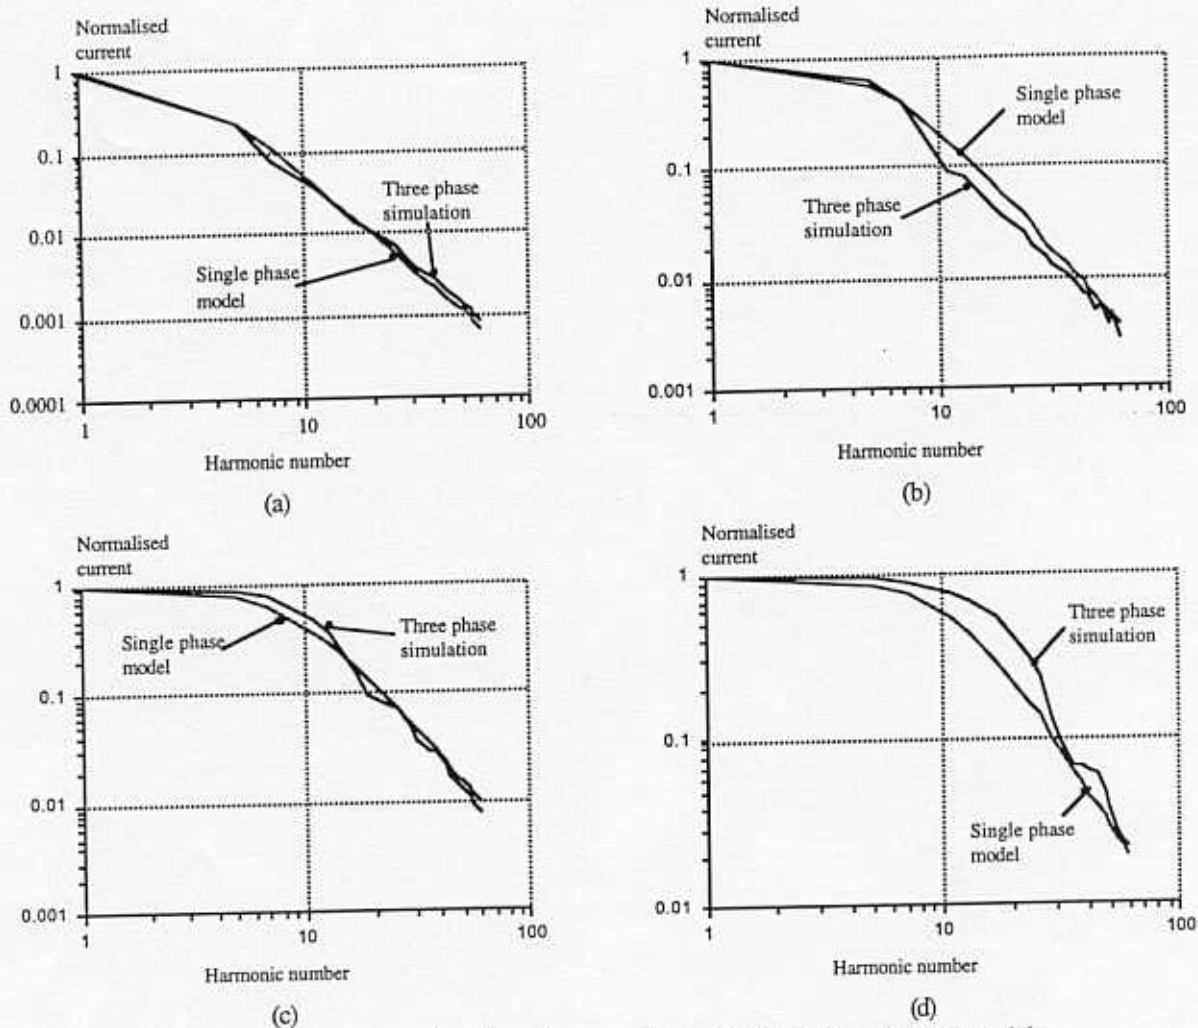 Normalised
current
1
0.1
0.01
0.001
0.0001
Three phase
simulation
Single phase
model
1
10
100
Harmonic number
(a)
Normalised
current
1
0.1
0.01
0.001
Single phase
model
Three phase
simulation
1
10
100
Harmonic number
(b)
Normalised
current
1
0.1
0.01
0.001
Single phase
model
Three phase
simulation
1
10
100
Harmonic number
(c)
Normalised
current
1
0.1
0.01
Three phase
simulation
Single phase
model
1
10
100
Harmonic number
(d)